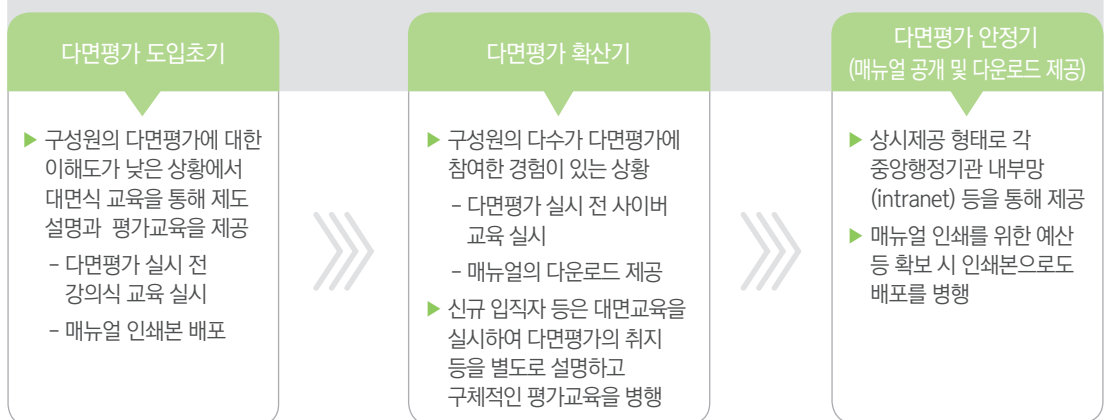 다면평가 도입초기
▶ 구성원의 다면평가에 대한
이해도가 낮은 상황에서
대면식 교육을 통해 제도
설명과 평가교육을 제공
- 다면평가 실시 전
강의식 교육 실시
- 매뉴얼 인쇄본 배포
다면평가 확산기
▶ 구성원의 다수가 다면평가에
참여한 경험이 있는 상황
- 다면평가 실시 전 사이버
교육 실시
- 매뉴얼의 다운로드 제공
▶ 신규 입직자 등은 대면교육을
실시하여 다면평가의 취지
등을 별도로 설명하고
구체적인 평가교육을 병행
다면평가 안정기
(매뉴얼 공개 및 다운로드 제공)
▶ 상시제공 형태로 각
중앙행정기관 내부망
(intranet) 등을 통해 제공
▶ 매뉴얼 인쇄를 위한 예산
등 확보 시 인쇄본으로도
배포를 병행